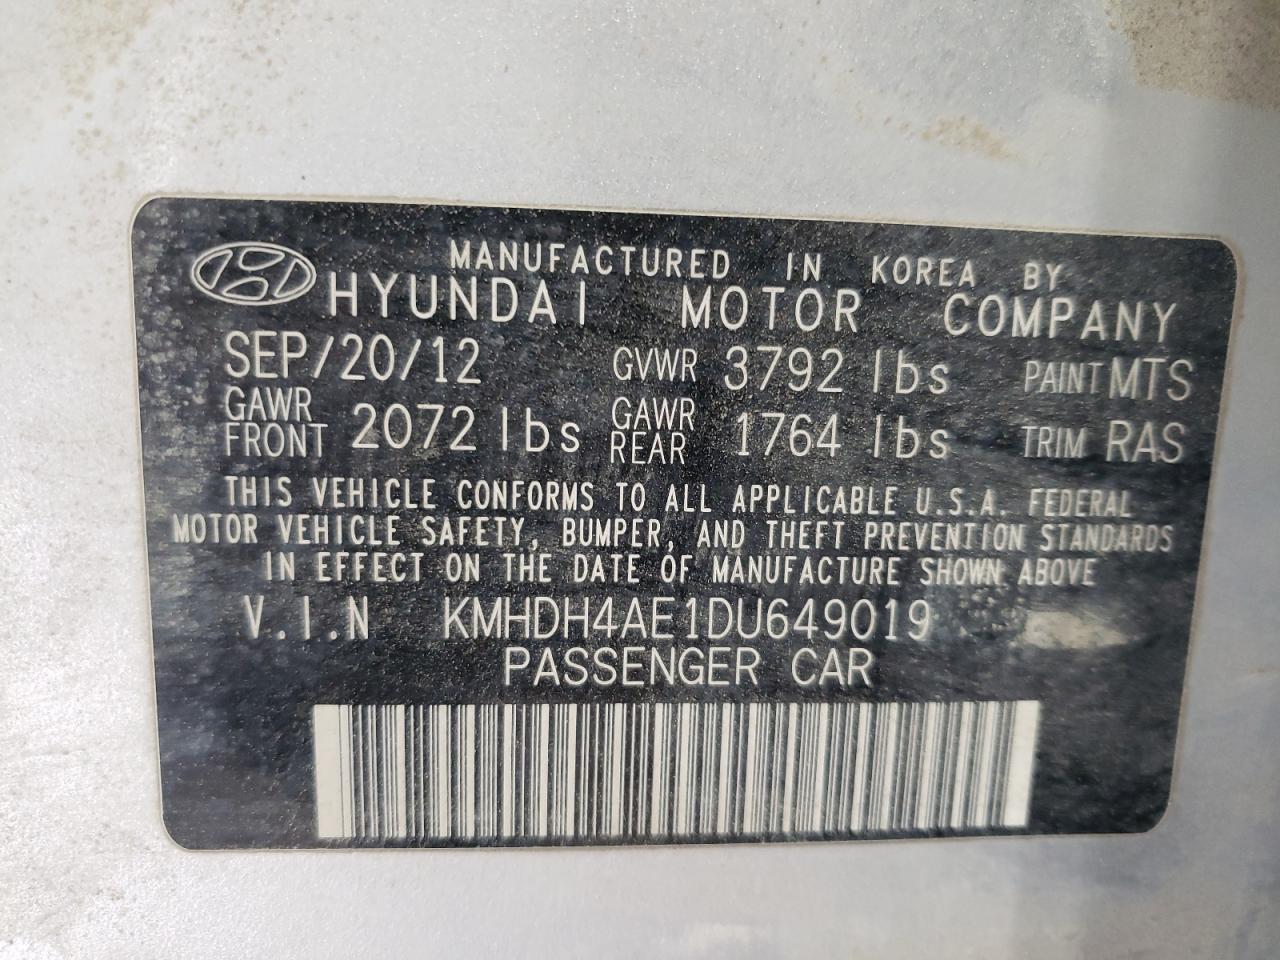 MANUFACTURED IN KOREA BY
HYUNDAI MOTOR COMPANY
SEP/20/12 GVWR 3792 lbs PAINT MTS
GAWR FRONT 2072 lbs GAWR REAR 1764 lbs TRIM RAS
THIS VEHICLE CONFORMS TO ALL APPLICABLE U.S.A. FEDERAL
MOTOR VEHICLE SAFETY, BUMPER, AND THEFT PREVENTION STANDARDS
IN EFFECT ON THE DATE OF MANUFACTURE SHOWN ABOVE
V.I.N KMHDH4AE1DU649019
PASSENGER CAR